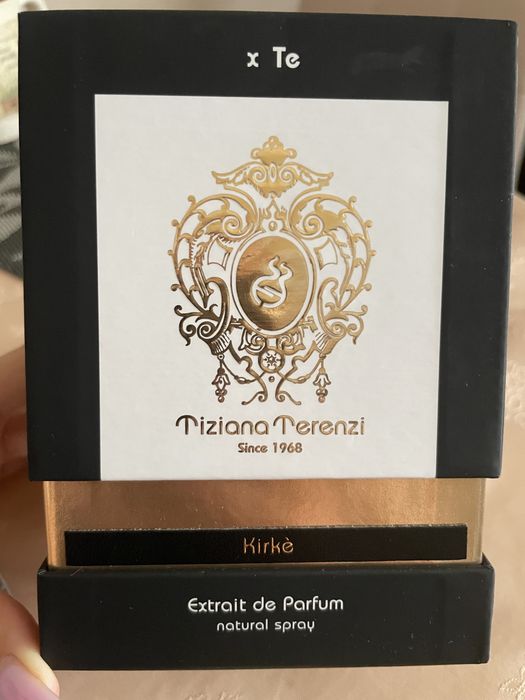 x Te
Tiziana Terenzi
Since 1968
Kirkè
Extrait de Parfum
natural spray